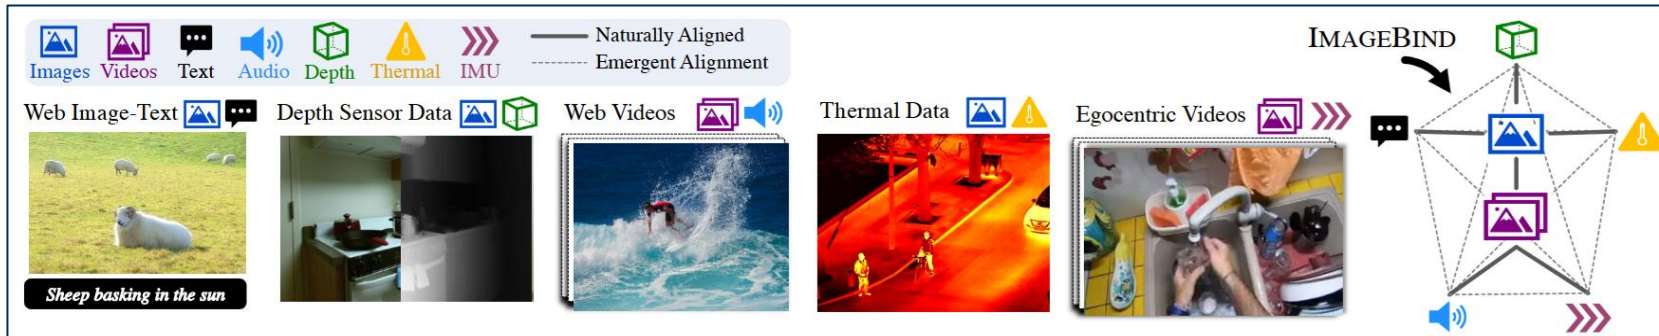 Images Videos Text Audio Depth Thermal IMU
Naturally Aligned
Emergent Alignment
IMAGEBIND
Web Image-Text
Depth Sensor Data
Web Videos
Thermal Data
Egocentric Videos
Sheep basking in the sun